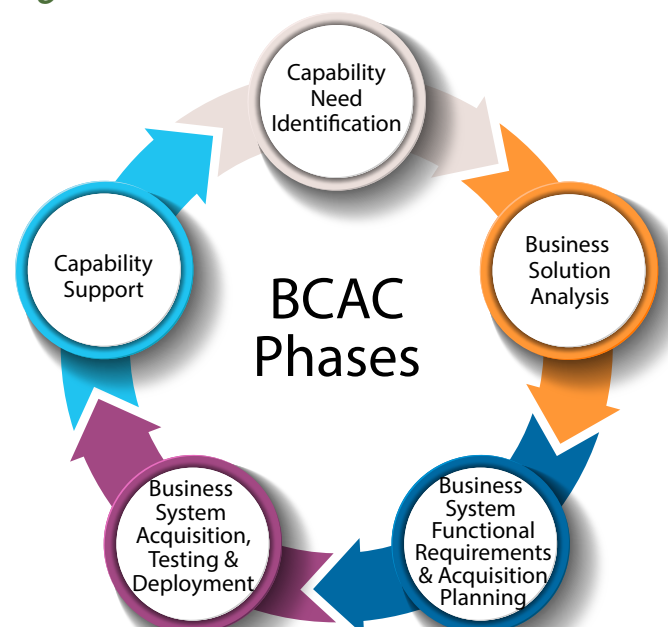 Capability
Need
Identification
Business
Solution
Analysis
BCAC
Phases
Capability
Support
Business
System
Functional
Requirements
& Acquisition
Planning
Business
System
Acquisition,
Testing &
Deployment